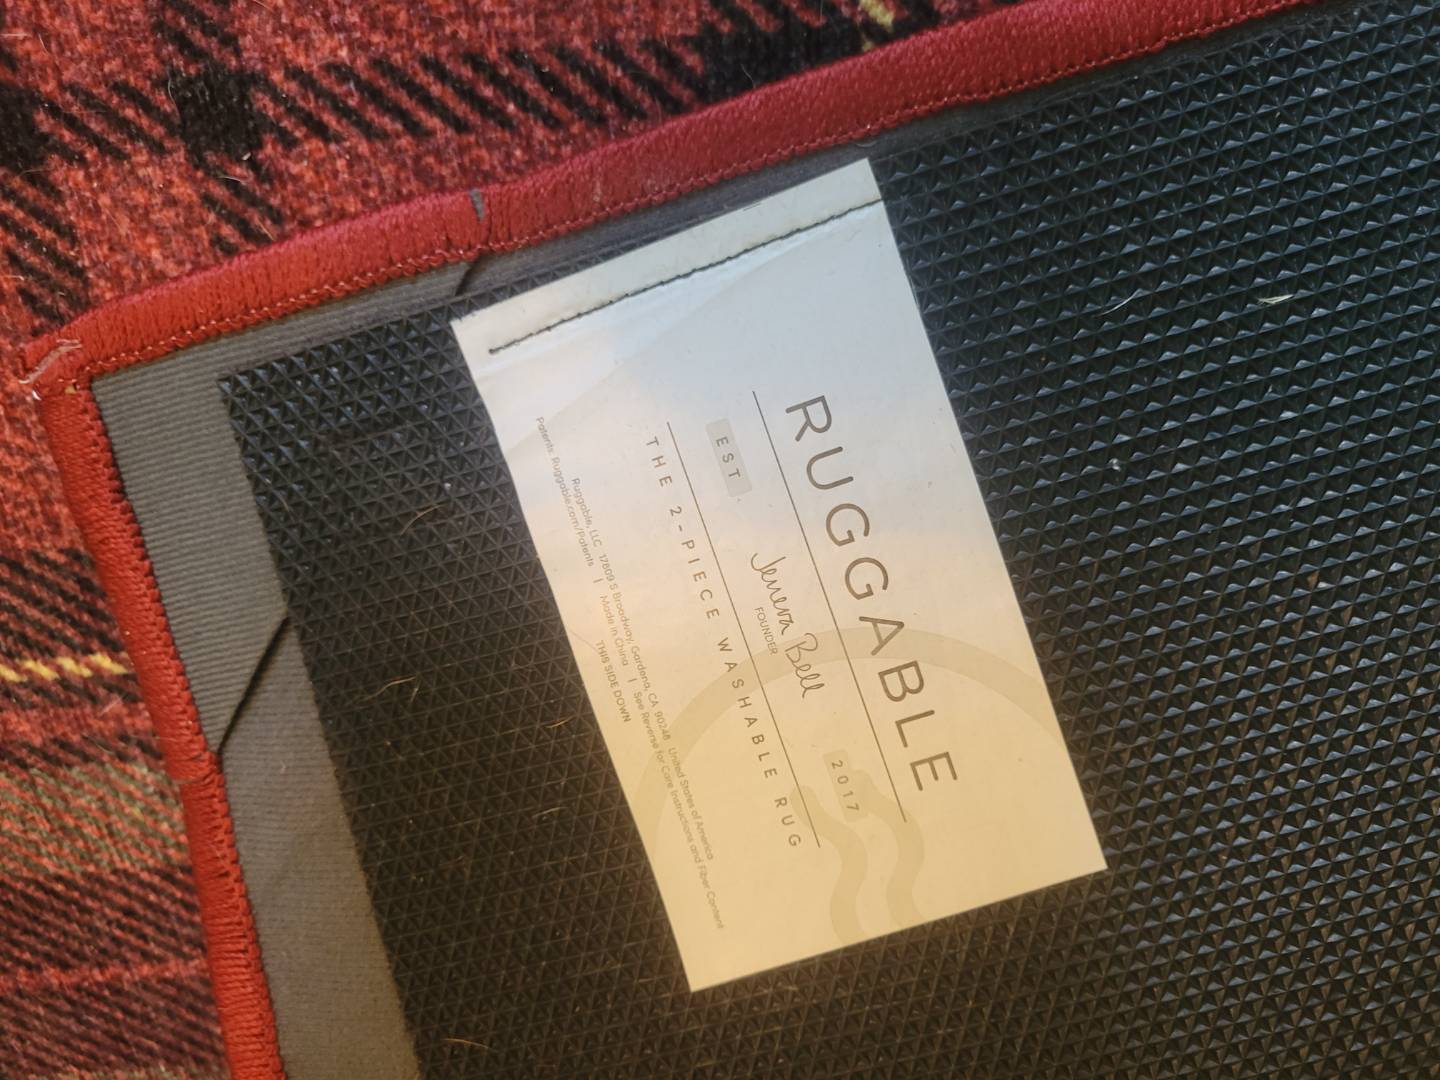 RUGGABLE
EST Jeneva Bell 2017
FOUNDER
THE 2-PIECE WASHABLE RUG
Ruggable, LLC 17809 S Broadway, Gardena, CA 90248 United States of America
Patents: Ruggable.com/Patents | Made in China | See Reverse for Care Instructions and Fiber Content
THIS SIDE DOWN